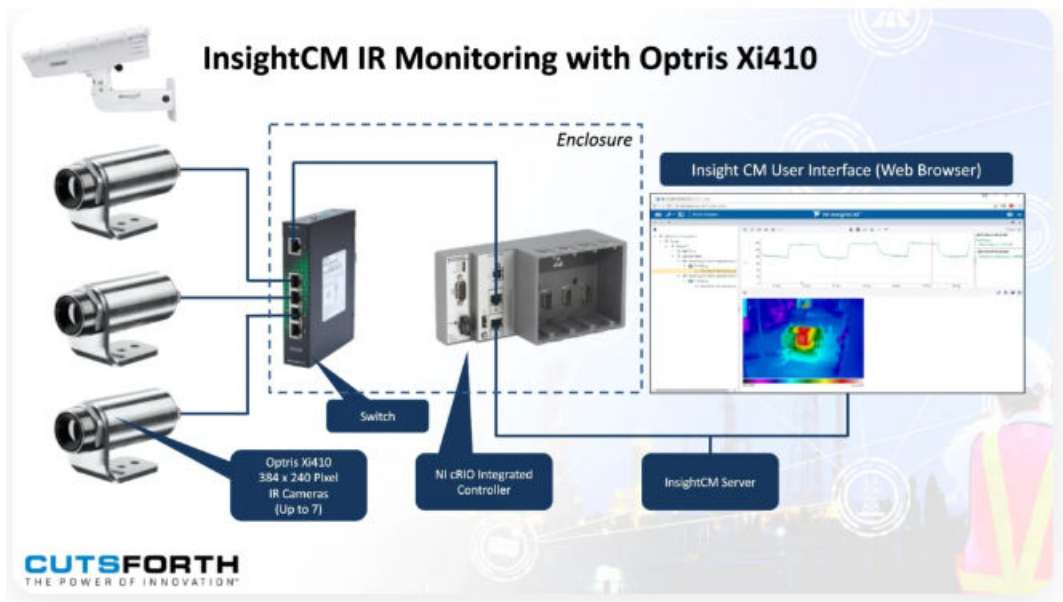 InsightCM IR Monitoring with Optris Xi410
Enclosure
Insight CM User Interface (Web Browser)
Switch
Optris Xi410
384 x 240 Pixel
IR Cameras
(Up to 7)
NI cRIO Integrated
Controller
InsightCM Server
CUTSFORTH
THE POWER OF INNOVATION